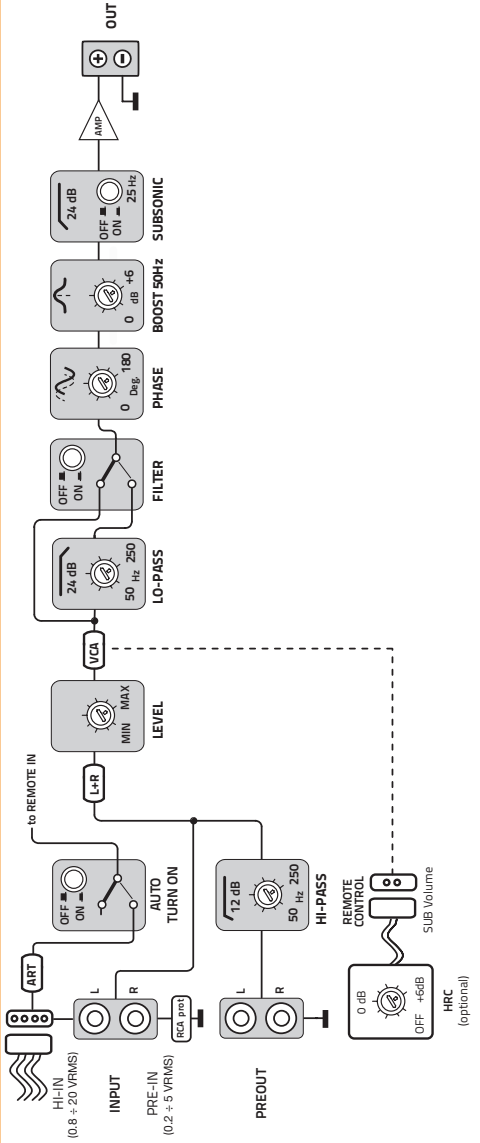 HI-IN
(0.8 ÷ 20 VRMS)
ART
to REMOTE IN
OFF
ON
AUTO
TURN ON
INPUT
L
R
PRE-IN
(0.2 ÷ 5 VRMS)
RCA prot
PREOUT
L
R
12 dB
50 Hz 250
HI-PASS
L+R
MIN MAX
LEVEL
VCA
24 dB
50 Hz 250
LO-PASS
OFF
ON
FILTER
0 Deg. 180
PHASE
0 dB +6
BOOST 50Hz
24 dB
OFF
ON
25 Hz
SUBSONIC
AMP
+
−
OUT
0 dB
OFF +6dB
HRC
(optional)
REMOTE
CONTROL
SUB Volume